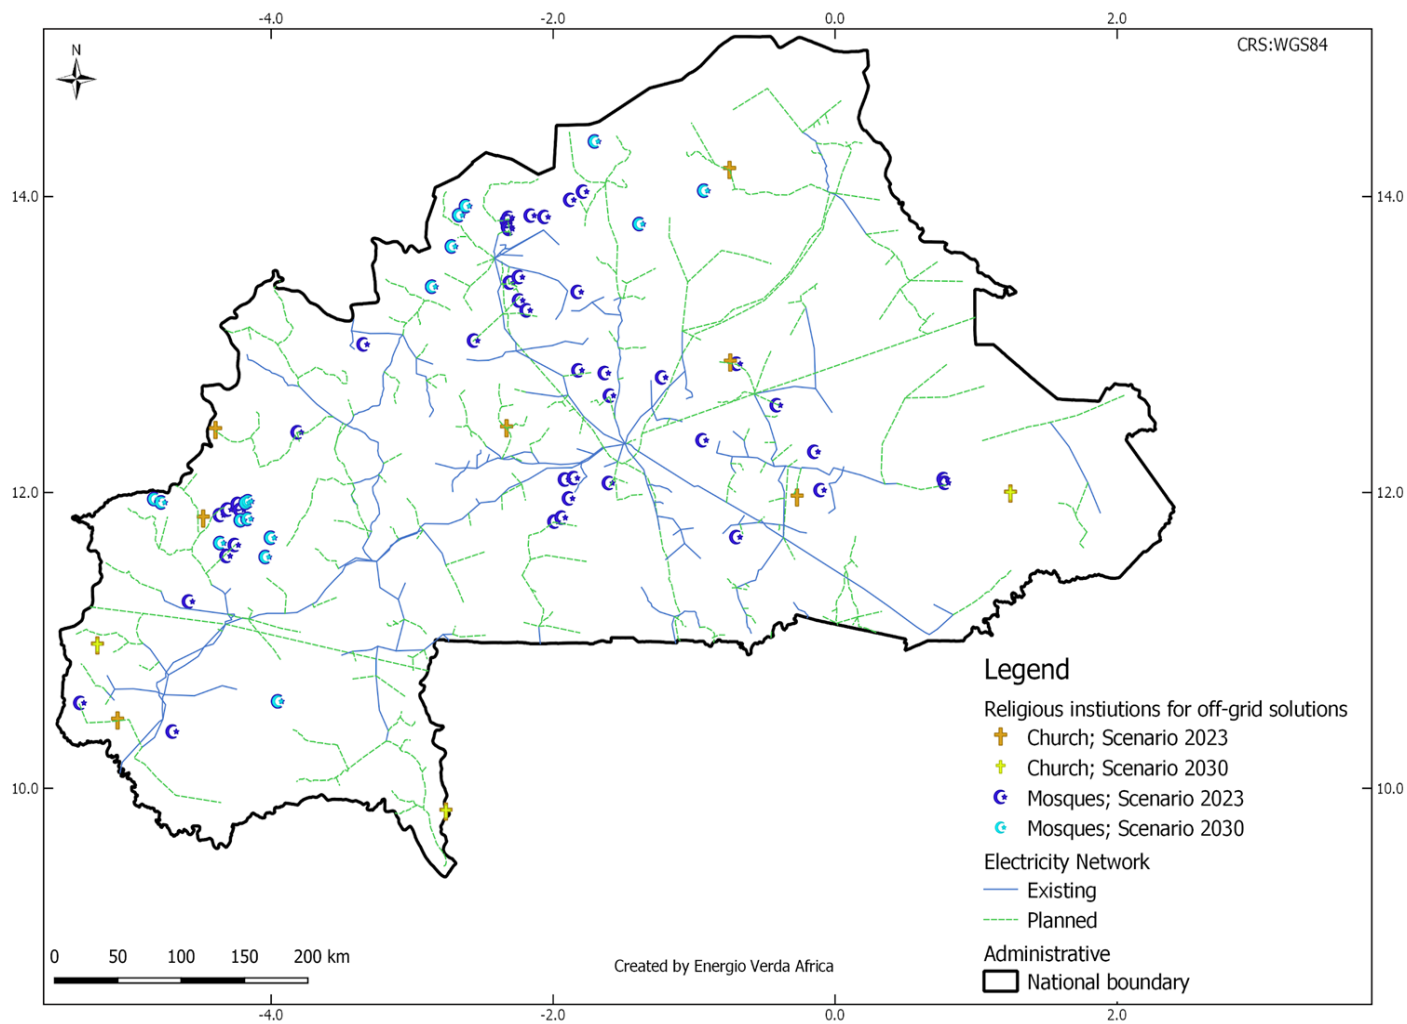 -4.0 -2.0 0.0 2.0
CRS:WGS84
N
14.0 14.0
12.0 12.0
10.0 10.0
Legend
Religious instiutions for off-grid solutions
Church; Scenario 2023
Church; Scenario 2030
Mosques; Scenario 2023
Mosques; Scenario 2030
Electricity Network
Existing
Planned
Administrative
National boundary
0 50 100 150 200 km
Created by Energio Verda Africa
-4.0 -2.0 0.0 2.0